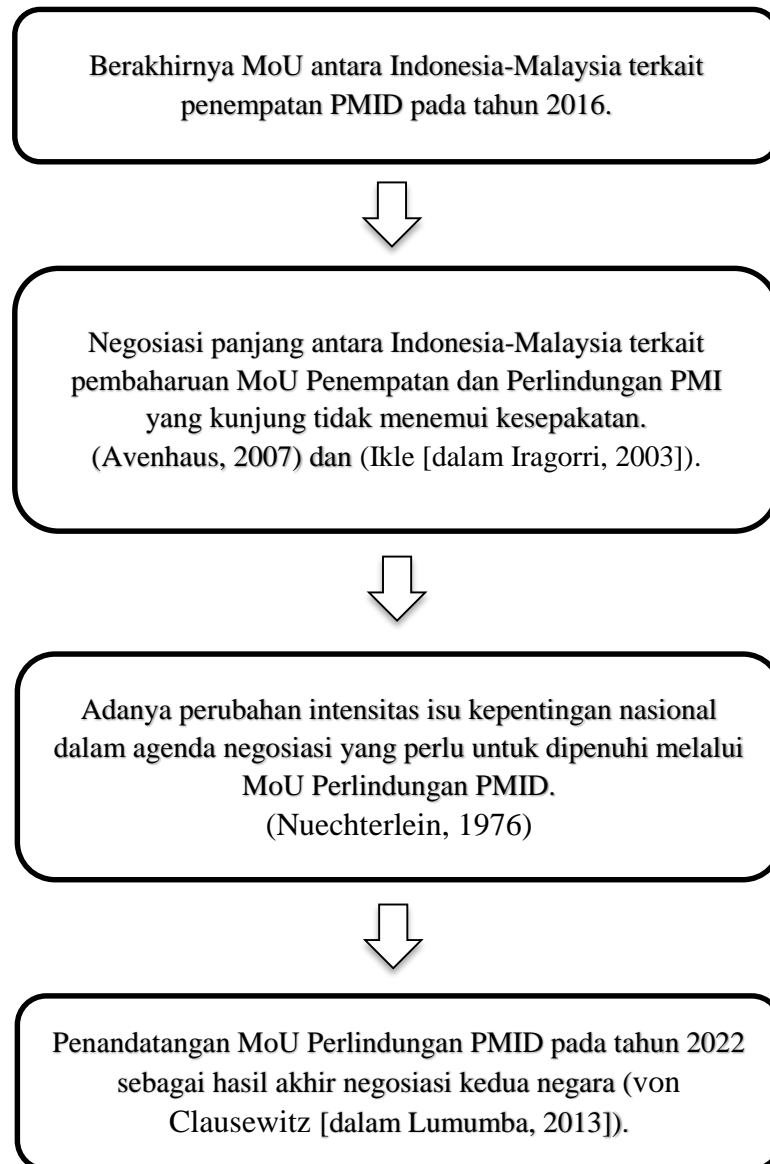 Berakhirnya MoU antara Indonesia-Malaysia terkait
penempatan PMID pada tahun 2016.
Negosiasi panjang antara Indonesia-Malaysia terkait
pembaharuan MoU Penempatan dan Perlindungan PMI
yang kunjung tidak menemui kesepakatan.
(Avenhaus, 2007) dan (Ikle [dalam Iragorri, 2003]).
Adanya perubahan intensitas isu kepentingan nasional
dalam agenda negosiasi yang perlu untuk dipenuhi melalui
MoU Perlindungan PMID.
(Nuechterlein, 1976)
Penandatangan MoU Perlindungan PMID pada tahun 2022
sebagai hasil akhir negosiasi kedua negara (von
Clausewitz [dalam Lumumba, 2013]).